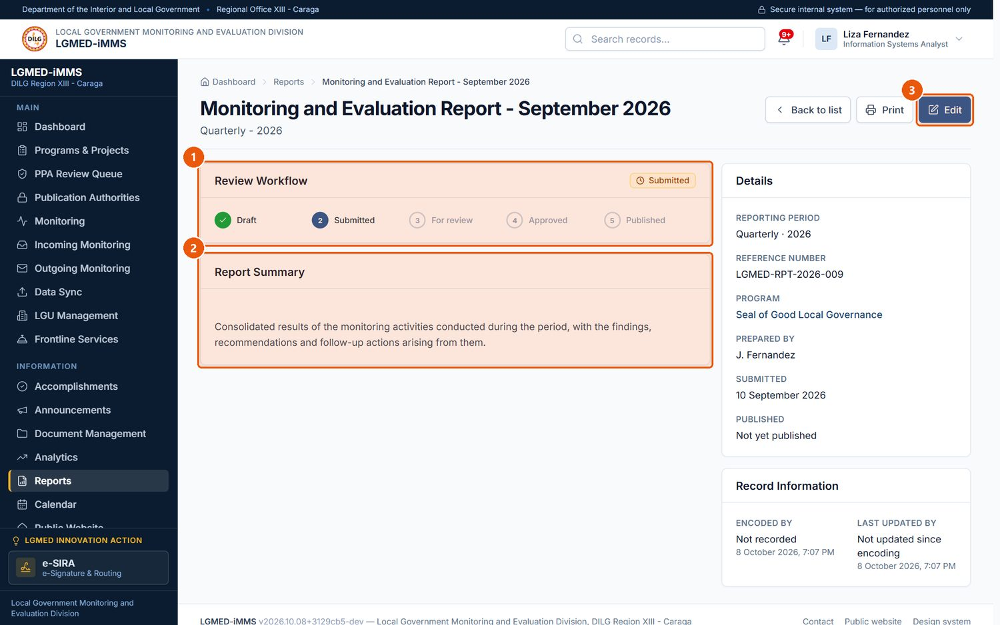 Department of the Interior and Local Government • Regional Office XIII - Caraga
Secure internal system — for authorized personnel only
DILG
LOCAL GOVERNMENT MONITORING AND EVALUATION DIVISION
LGMED-iMMS
Search records...
9+
LF
Liza Fernandez
Information Systems Analyst
LGMED-iMMS
DILG Region XIII - Caraga
MAIN
Dashboard
Programs & Projects
PPA Review Queue
Publication Authorities
Monitoring
Incoming Monitoring
Outgoing Monitoring
Data Sync
LGU Management
Frontline Services
INFORMATION
Accomplishments
Announcements
Document Management
Analytics
Reports
Calendar
Public Website
LGMED INNOVATION ACTION
e-SIRA
e-Signature & Routing
Local Government Monitoring and
Evaluation Division
Dashboard > Reports > Monitoring and Evaluation Report - September 2026
Monitoring and Evaluation Report - September 2026
Quarterly - 2026
Back to list
Print
3
Edit
1
Review Workflow
Submitted
Draft
2 Submitted
3 For review
4 Approved
5 Published
2
Report Summary
Consolidated results of the monitoring activities conducted during the period, with the findings,
recommendations and follow-up actions arising from them.
Details
REPORTING PERIOD
Quarterly · 2026
REFERENCE NUMBER
LGMED-RPT-2026-009
PROGRAM
Seal of Good Local Governance
PREPARED BY
J. Fernandez
SUBMITTED
10 September 2026
PUBLISHED
Not yet published
Record Information
ENCODED BY
Not recorded
8 October 2026, 7:07 PM
LAST UPDATED BY
Not updated since
encoding
8 October 2026, 7:07 PM
LGMED-iMMS v2026.10.08+3129cb5-dev — Local Government Monitoring and Evaluation Division, DILG Region XIII - Caraga
Contact
Public website
Design system